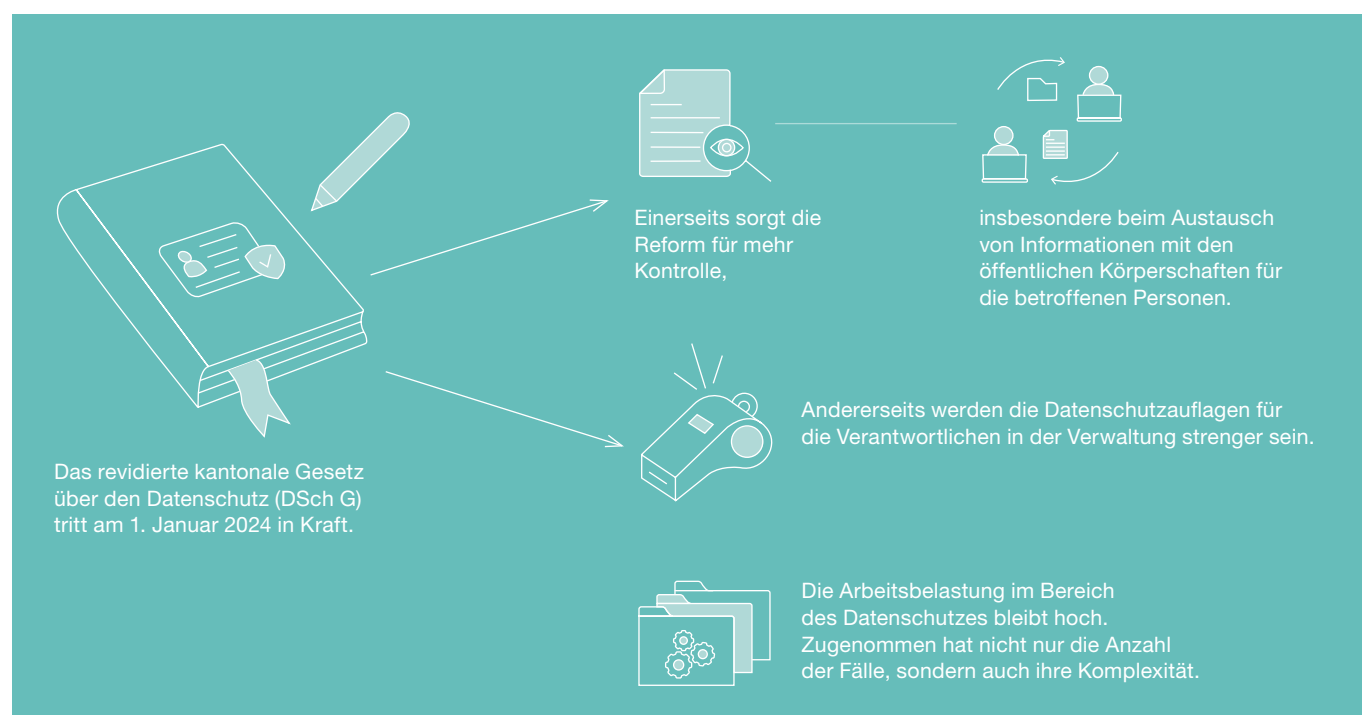 Das revidierte kantonale Gesetz
über den Datenschutz (DSch G)
tritt am 1. Januar 2024 in Kraft.
Einerseits sorgt die
Reform für mehr
Kontrolle,
insbesondere beim Austausch
von Informationen mit den
öffentlichen Körperschaften für
die betroffenen Personen.
Andererseits werden die Datenschutzauflagen für
die Verantwortlichen in der Verwaltung strenger sein.
Die Arbeitsbelastung im Bereich
des Datenschutzes bleibt hoch.
Zugenommen hat nicht nur die Anzahl
der Fälle, sondern auch ihre Komplexität.